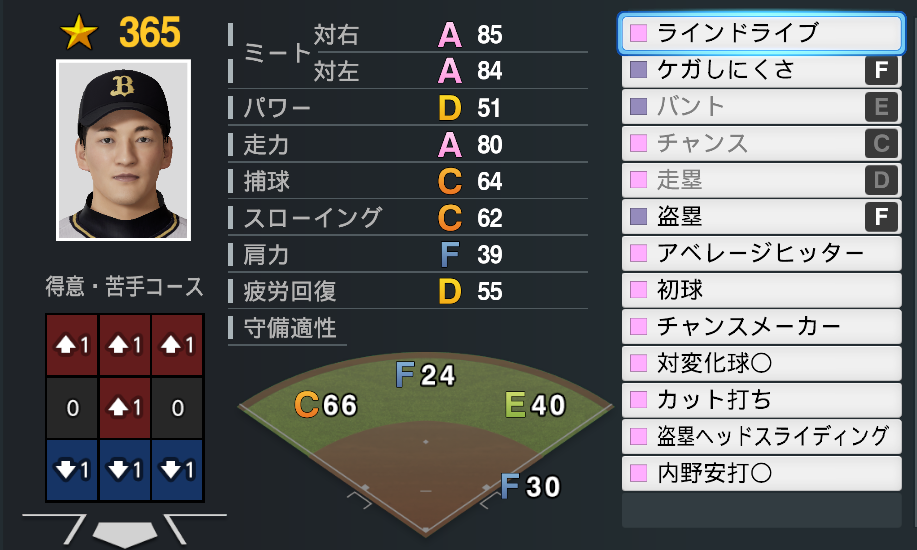 365
B
得意・苦手コース
1 1 1
0 1 0
1 1 1
ミート 対右 A 85
対左 A 84
パワー D 51
走力 A 80
捕球 C 64
スローイング C 62
肩力 F 39
疲労回復 D 55
守備適性
F24
C66
E40
F30
ラインドライブ
ケガしにくさ F
バント E
チャンス C
走塁 D
盗塁 F
アベレージヒッター
初球
チャンスメーカー
対変化球〇
カット打ち
盗塁ヘッドスライディング
内野安打〇